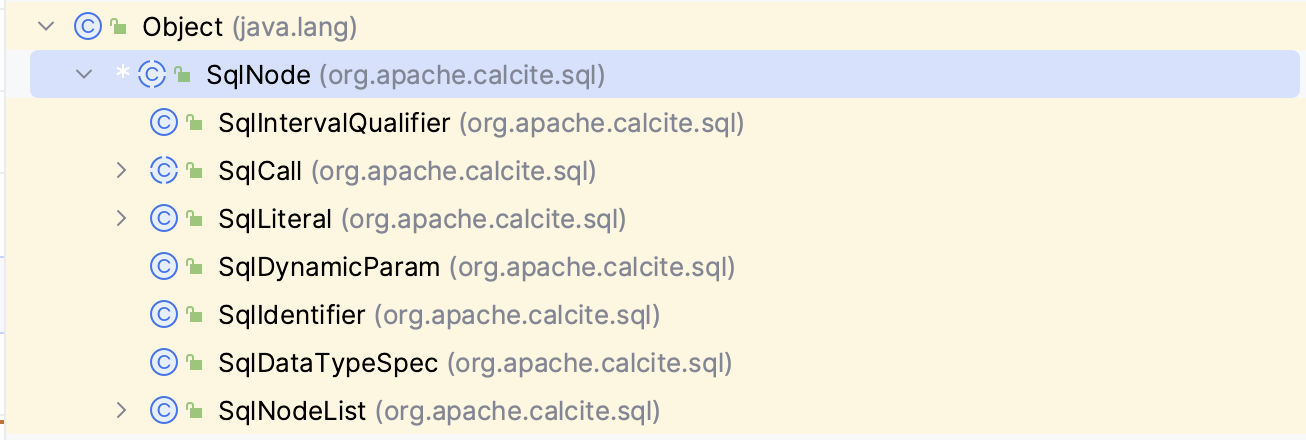 Object (java.lang)
* SqlNode (org.apache.calcite.sql)
SqlIntervalQualifier (org.apache.calcite.sql)
SqlCall (org.apache.calcite.sql)
SqlLiteral (org.apache.calcite.sql)
SqlDynamicParam (org.apache.calcite.sql)
SqlIdentifier (org.apache.calcite.sql)
SqlDataTypeSpec (org.apache.calcite.sql)
SqlNodeList (org.apache.calcite.sql)